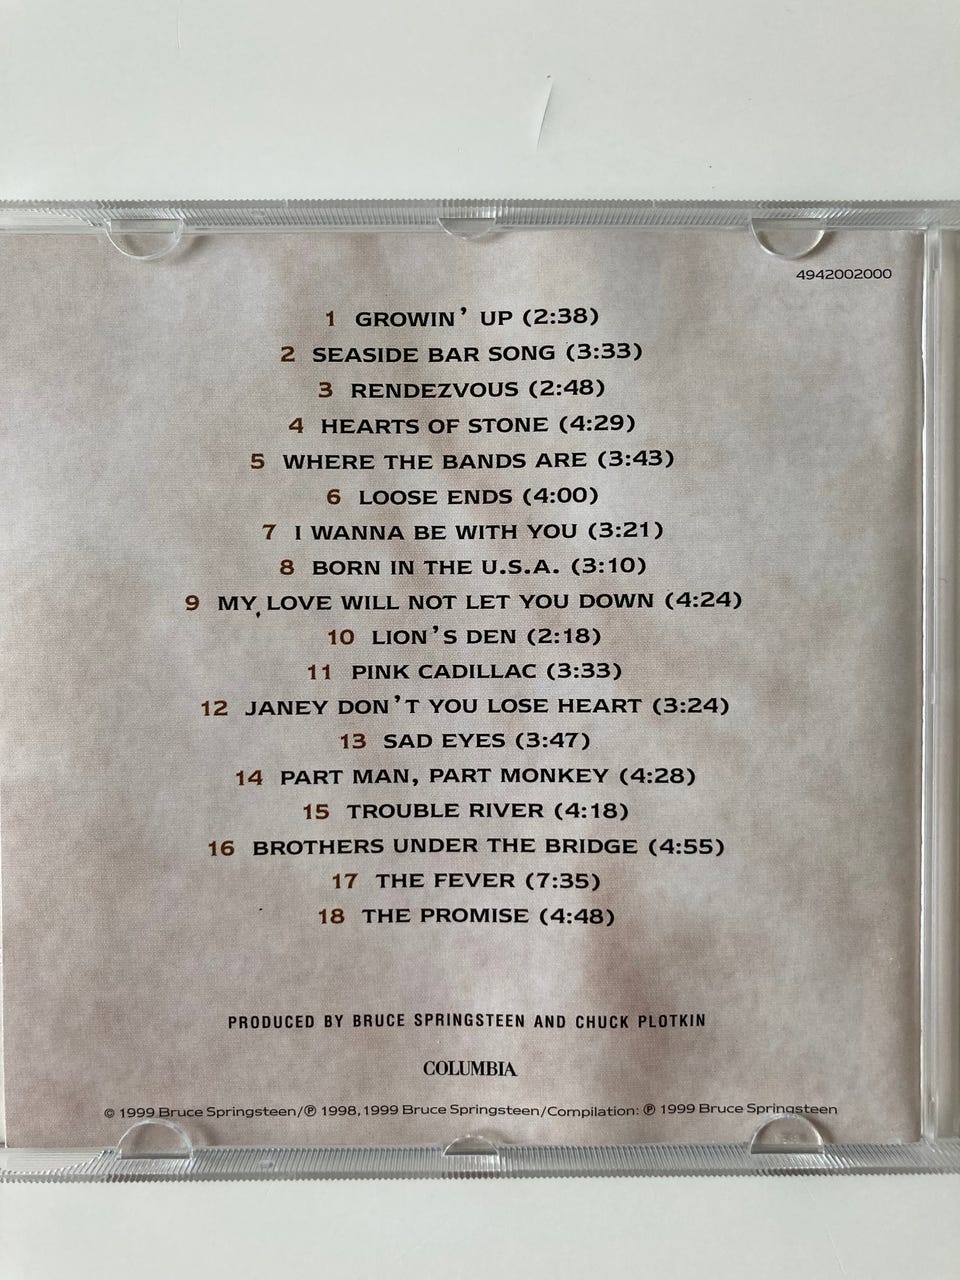 4942002000
1 GROWIN' UP (2:38)
2 SEASIDE BAR SONG (3:33)
3 RENDEZVOUS (2:48)
4 HEARTS OF STONE (4:29)
5 WHERE THE BANDS ARE (3:43)
6 LOOSE ENDS (4:00)
7 I WANNA BE WITH YOU (3:21)
8 BORN IN THE U.S.A. (3:10)
9 MY LOVE WILL NOT LET YOU DOWN (4:24)
10 LION'S DEN (2:18)
11 PINK CADILLAC (3:33)
12 JANEY DON'T YOU LOSE HEART (3:24)
13 SAD EYES (3:47)
14 PART MAN, PART MONKEY (4:28)
15 TROUBLE RIVER (4:18)
16 BROTHERS UNDER THE BRIDGE (4:55)
17 THE FEVER (7:35)
18 THE PROMISE (4:48)
PRODUCED BY BRUCE SPRINGSTEEN AND CHUCK PLOTKIN
COLUMBIA
© 1999 Bruce Springsteen/℗ 1998, 1999 Bruce Springsteen/Compilation: ℗ 1999 Bruce Springsteen